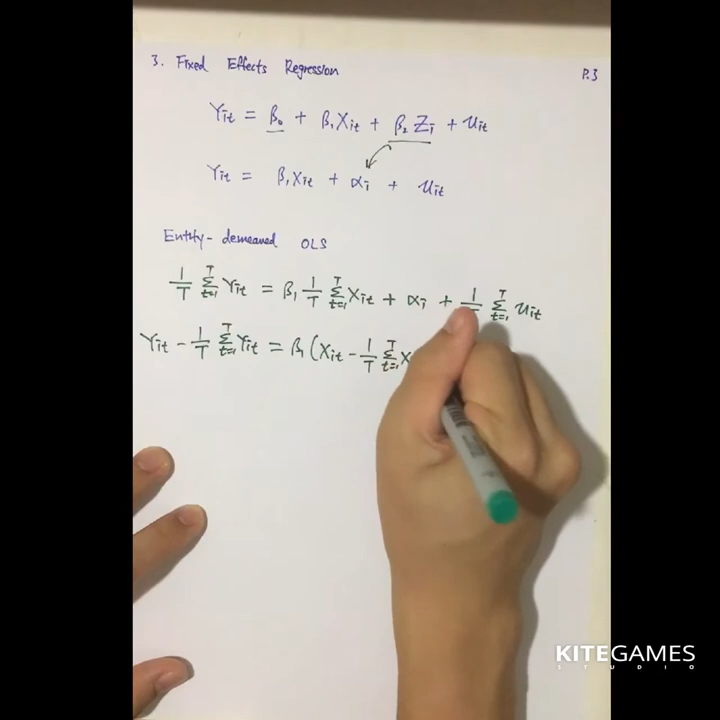 3. Fixed Effects Regression P.3
Yit = β₀ + β₁Xit + β₂Zi + uit
Yit = β₁Xit + αi + uit
Entity-demeaned OLS
1/T Σ_{t=1}^{T} Yit = β₁ 1/T Σ_{t=1}^{T} Xit + αi + 1/T Σ_{t=1}^{T} uit
Yit - 1/T Σ_{t=1}^{T} Yit = β₁ (Xit - 1/T Σ_{t=1}^{T} X
KITEGAMES
STUDIO